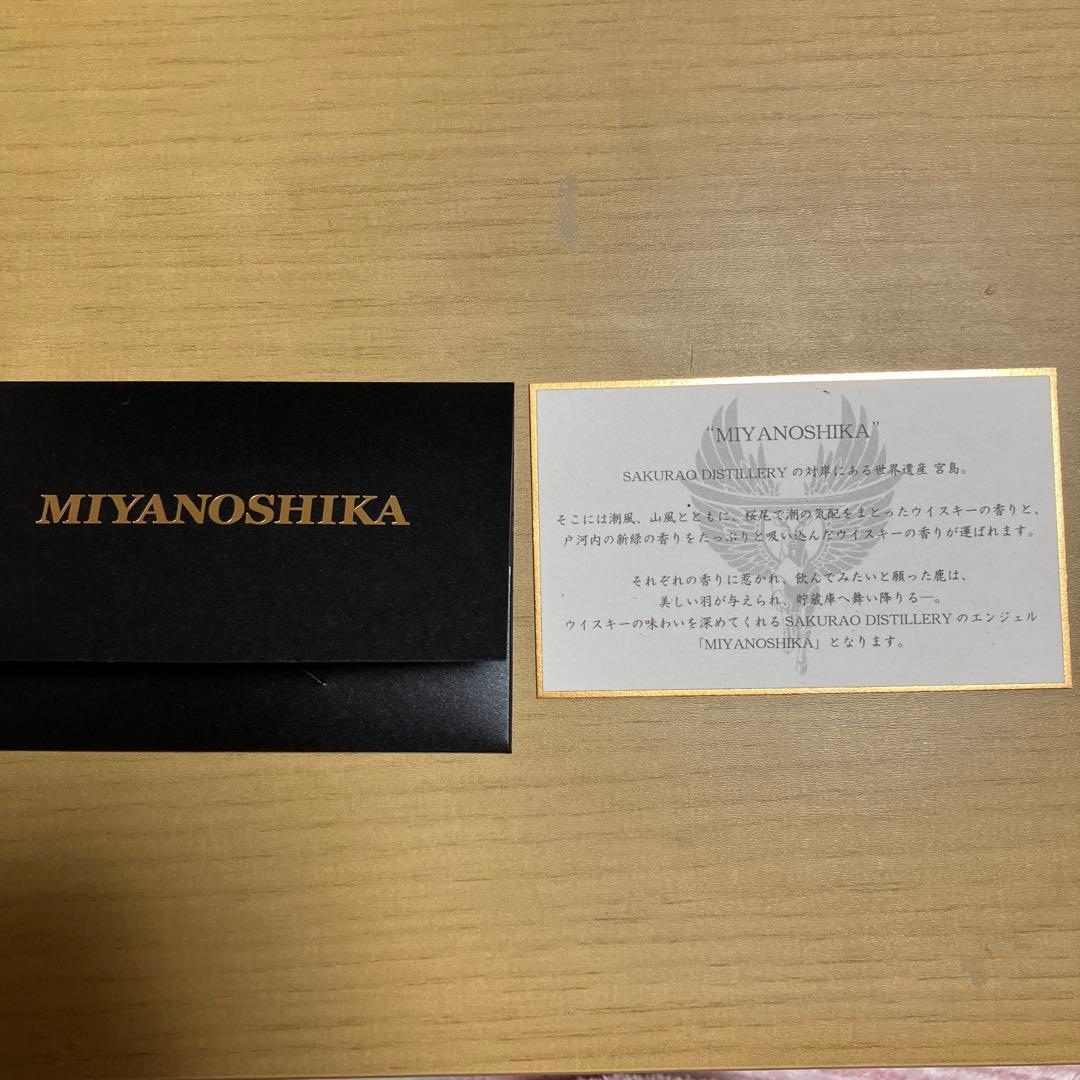 MIYANOSHIKA
“MIYANOSHIKA”
SAKURAO DISTILLERY の対岸にある世界遺産 宮島。
そこには潮風、山風とともに、桜尾で潮の気配をまとったウイスキーの香りと、
戸河内の新緑の香りをたっぷりと吸い込んだウイスキーの香りが運ばれます。
それぞれの香りに惹かれ、飲んでみたいと願った鹿は、
美しい羽が与えられ、貯蔵庫へ舞い降りる―。
ウイスキーの味わいを深めてくれる SAKURAO DISTILLERY のエンジェル
「MIYANOSHIKA」となります。